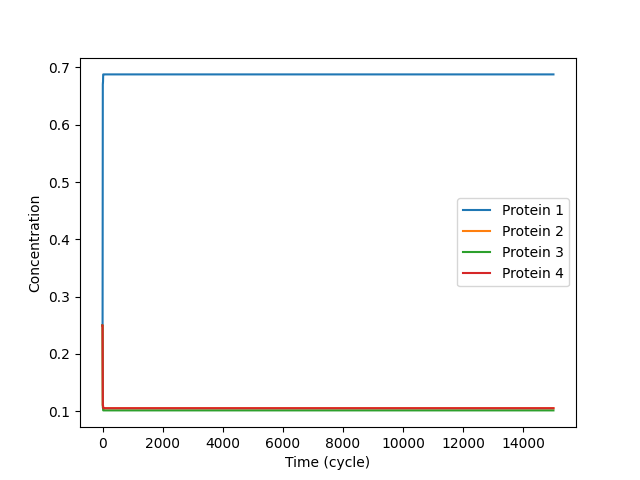 0.7
0.6
0.5
0.4
0.3
0.2
0.1
Concentration
Protein 1
Protein 2
Protein 3
Protein 4
0 2000 4000 6000 8000 10000 12000 14000
Time (cycle)